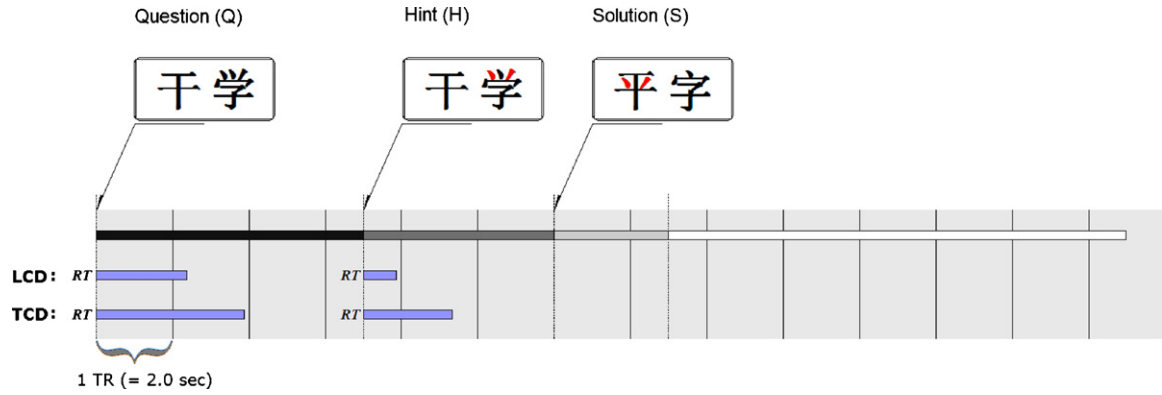 Question (Q)
Hint (H)
Solution (S)
干学
干学
平字
LCD: RT RT
TCD: RT RT
1 TR (= 2.0 sec)